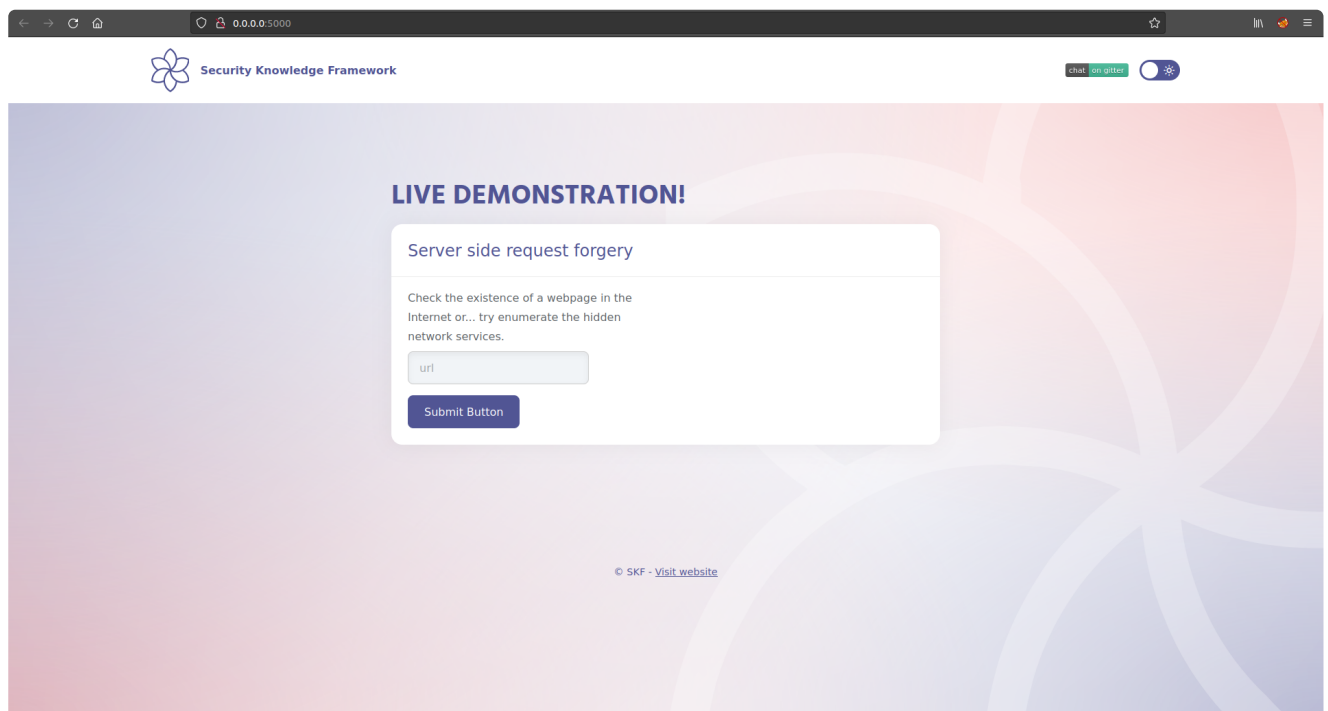 0.0.0.0:5000
Security Knowledge Framework
chat on gitter
LIVE DEMONSTRATION!
Server side request forgery
Check the existence of a webpage in the
Internet or... try enumerate the hidden
network services.
url
Submit Button
© SKF - Visit website